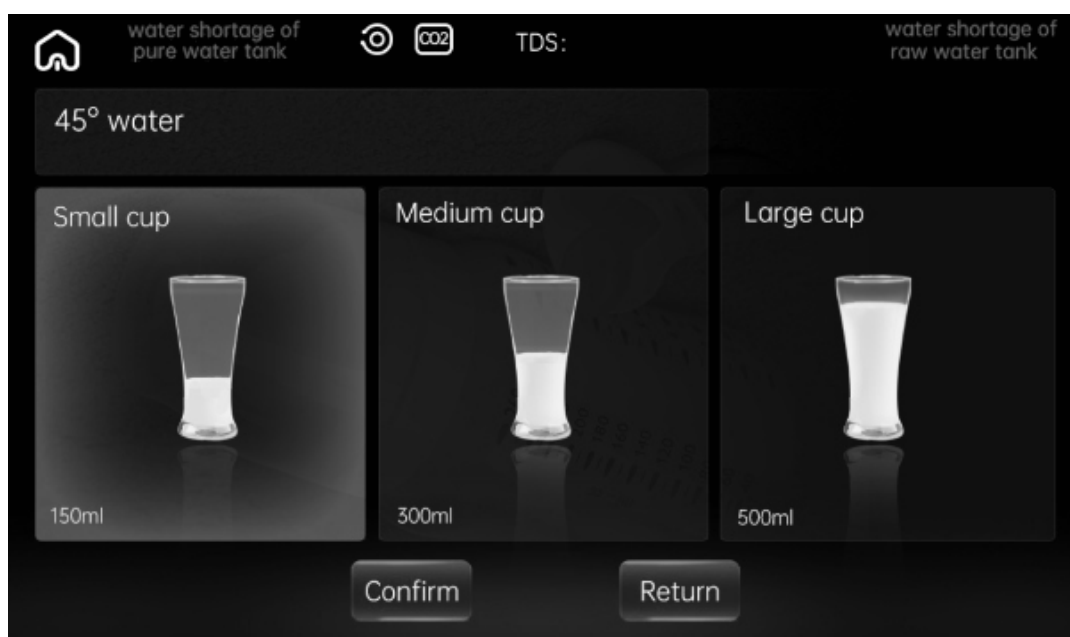 water shortage of
pure water tank
CO2
TDS:
water shortage of
raw water tank
45° water
Small cup
Medium cup
Large cup
150ml
300ml
500ml
Confirm
Return